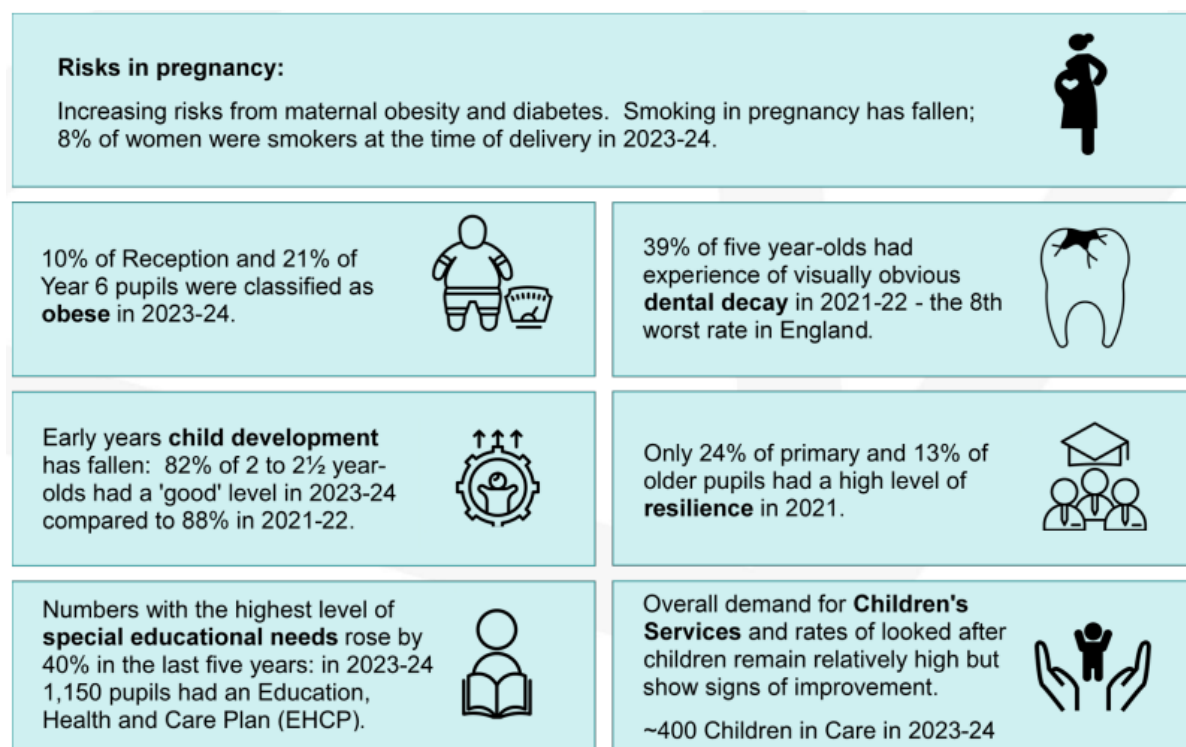 Risks in pregnancy:
Increasing risks from maternal obesity and diabetes.  Smoking in pregnancy has fallen;
8% of women were smokers at the time of delivery in 2023-24.
10% of Reception and 21% of
Year 6 pupils were classified as
obese in 2023-24.
39% of five year-olds had
experience of visually obvious
dental decay in 2021-22 - the 8th
worst rate in England.
Early years child development
has fallen:  82% of 2 to 2½ year-
olds had a 'good' level in 2023-24
compared to 88% in 2021-22.
Only 24% of primary and 13% of
older pupils had a high level of
resilience in 2021.
Numbers with the highest level of
special educational needs rose by
40% in the last five years: in 2023-24
1,150 pupils had an Education,
Health and Care Plan (EHCP).
Overall demand for Children's
Services and rates of looked after
children remain relatively high but
show signs of improvement.
~400 Children in Care in 2023-24